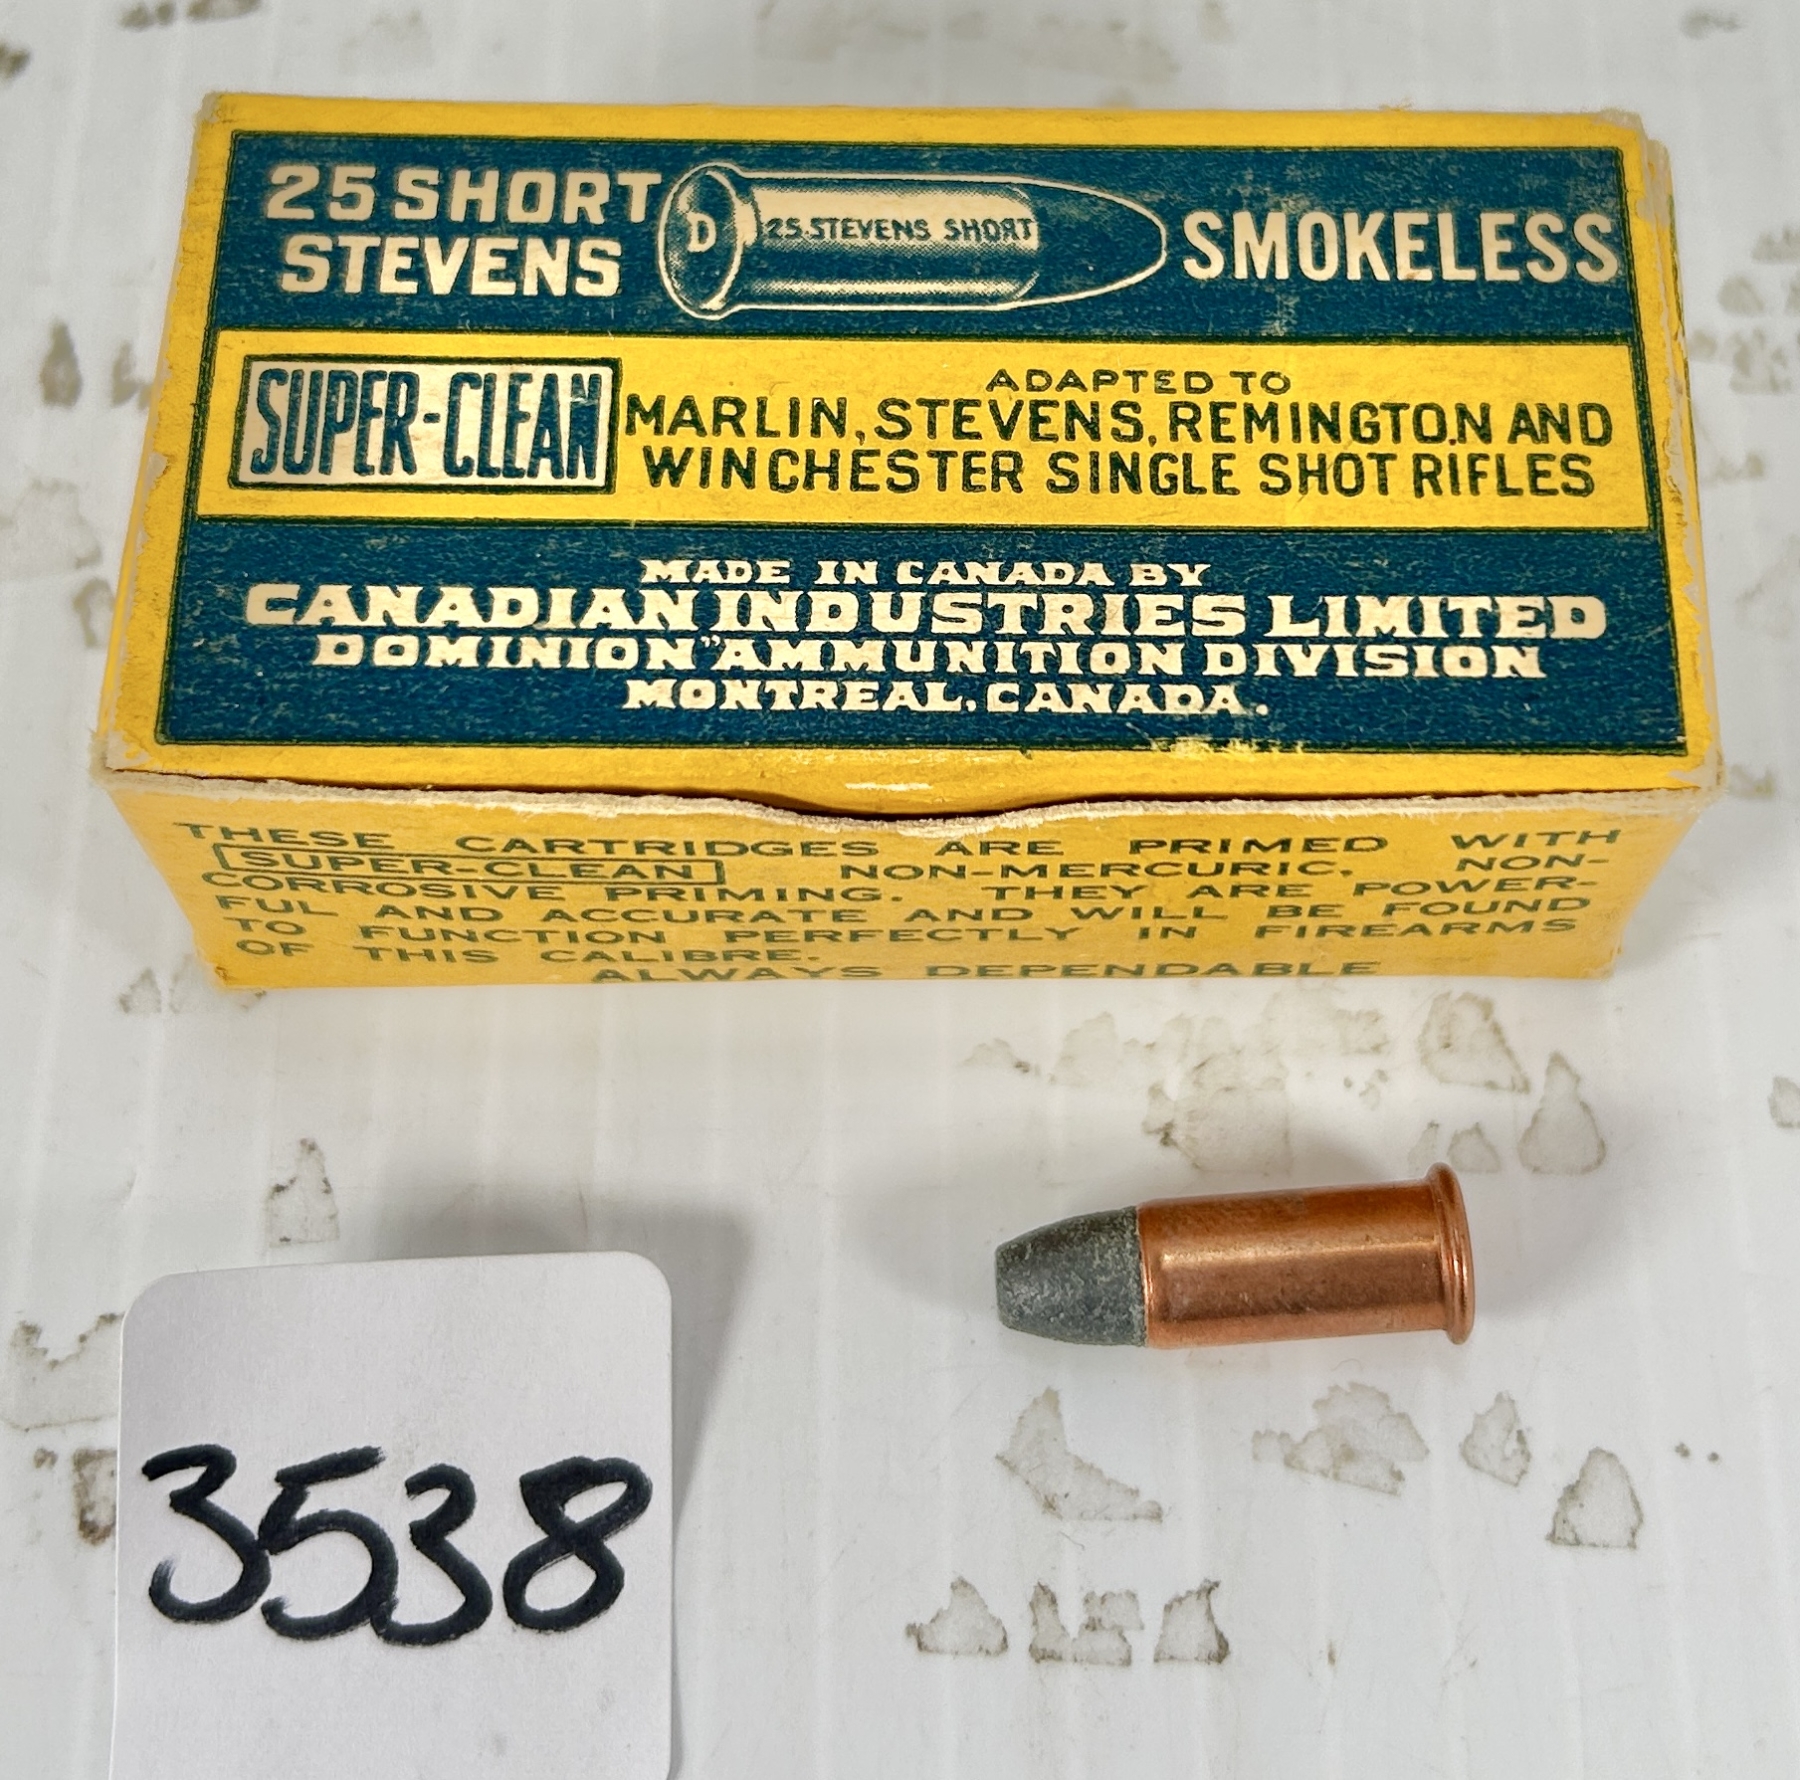 25 SHORT
STEVENS
D
25.STEVENS SHORT
SMOKELESS
SUPER-CLEAN
ADAPTED TO
MARLIN, STEVENS, REMINGTON AND
WINCHESTER SINGLE SHOT RIFLES
MADE IN CANADA BY
CANADIAN INDUSTRIES LIMITED
DOMINION" AMMUNITION DIVISION
MONTREAL, CANADA.
THESE CARTRIDGES ARE PRIMED WITH
SUPER-CLEAN NON-MERCURIC, NON-
CORROSIVE PRIMING. THEY ARE POWER-
FUL AND ACCURATE AND WILL BE FOUND
TO FUNCTION PERFECTLY IN FIREARMS
OF THIS CALIBRE.
ALWAYS DEPENDABLE
3538